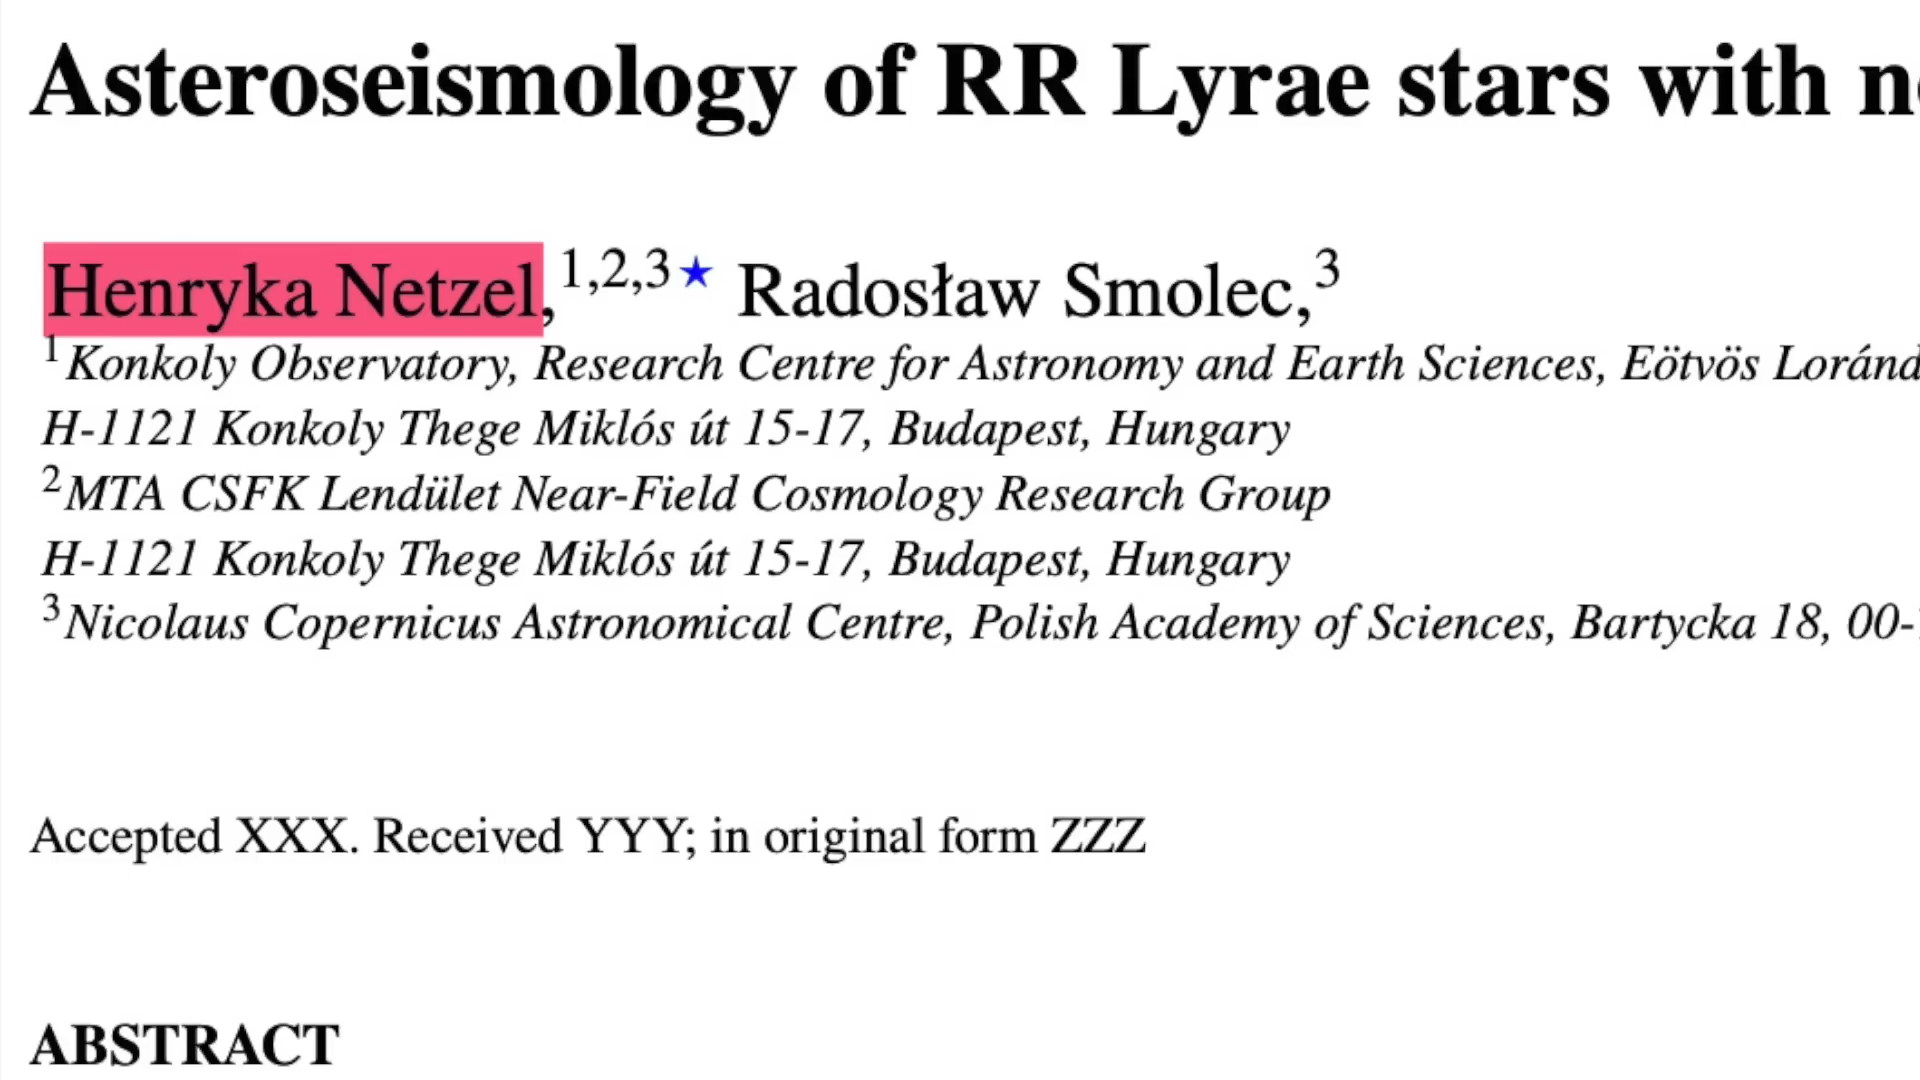 Asteroseismology of RR Lyrae stars with
Henryka Netzel,1,2,3★ Radosław Smolec,3
1Konkoly Observatory, Research Centre for Astronomy and Earth Sciences, Eötvös Loránd
H-1121 Konkoly Thege Miklós út 15-17, Budapest, Hungary
2MTA CSFK Lendület Near-Field Cosmology Research Group
H-1121 Konkoly Thege Miklós út 15-17, Budapest, Hungary
3Nicolaus Copernicus Astronomical Centre, Polish Academy of Sciences, Bartycka 18, 00-
Accepted XXX. Received YYY; in original form ZZZ
ABSTRACT